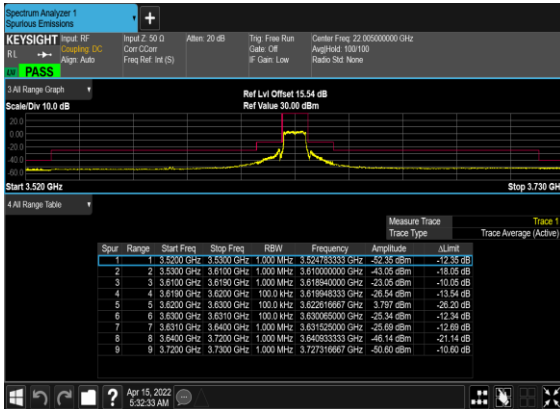 Spectrum Analyzer 1
Spurious Emissions
+
KEYSIGHT Input: RF Input Z: 50 Ω Atten: 20 dB Trig: Free Run Center Freq: 22.005000000 GHz
RL Coupling: DC Corr CCorr Gate: Off Avg|Hold: 100/100
Align: Auto Freq Ref: Int (S) IF Gain: Low Radio Std: None
PASS
3 All Range Graph Ref Lvl Offset 15.54 dB
Scale/Div 10.0 dB Ref Value 30.00 dBm
20.0
0.00
-20.0
-40.0
-60.0
Start 3.520 GHz Stop 3.730 GH
4 All Range Table
Measure Trace Trace 1
Trace Type Trace Average (Active)
Spur Range Start Freq Stop Freq RBW Frequency Amplitude ΔLimit
1 1 3.5200 GHz 3.5300 GHz 1.000 MHz 3.524783333 GHz -52.35 dBm -12.35 dB
2 2 3.5300 GHz 3.6100 GHz 1.000 MHz 3.610000000 GHz -43.05 dBm -18.05 dB
3 3 3.6100 GHz 3.6190 GHz 1.000 MHz 3.618940000 GHz -23.05 dBm -10.05 dB
4 4 3.6190 GHz 3.6200 GHz 100.0 kHz 3.619948333 GHz -26.54 dBm -13.54 dB
5 5 3.6200 GHz 3.6300 GHz 100.0 kHz 3.622616667 GHz 3.797 dBm -26.20 dB
6 6 3.6300 GHz 3.6310 GHz 100.0 kHz 3.630065000 GHz -25.34 dBm -12.34 dB
7 7 3.6310 GHz 3.6400 GHz 1.000 MHz 3.631525000 GHz -25.69 dBm -12.69 dB
8 8 3.6400 GHz 3.7200 GHz 1.000 MHz 3.640933333 GHz -46.14 dBm -21.14 dB
9 9 3.7200 GHz 3.7300 GHz 1.000 MHz 3.727316667 GHz -50.60 dBm -10.60 dB
? Apr 15, 2022
5:32:33 AM